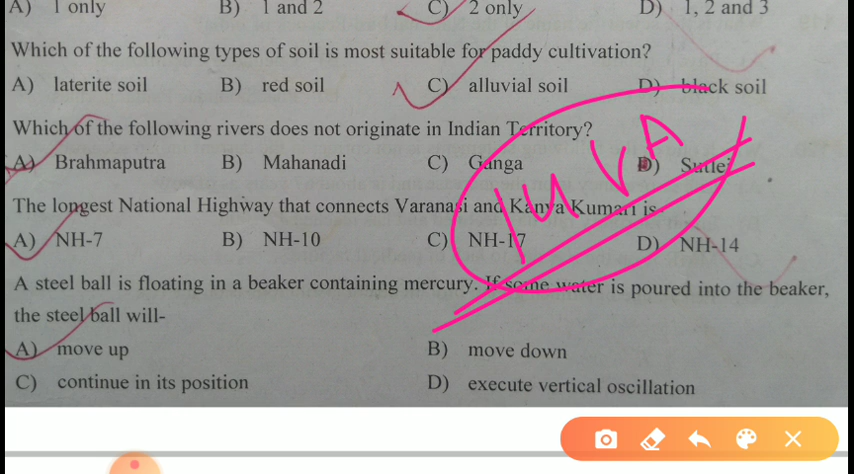 A) 1 only B) 1 and 2 C) 2 only D) 1, 2 and 3
Which of the following types of soil is most suitable for paddy cultivation?
A) laterite soil B) red soil C) alluvial soil D) black soil
Which of the following rivers does not originate in Indian Territory?
A) Brahmaputra B) Mahanadi C) Ganga D) Sutlej
JUVA
The longest National Highway that connects Varanasi and Kanya Kumari is-
A) NH-7 B) NH-10 C) NH-17 D) NH-14
A steel ball is floating in a beaker containing mercury. If some water is poured into the beaker,
the steel ball will-
A) move up B) move down
C) continue in its position D) execute vertical oscillation